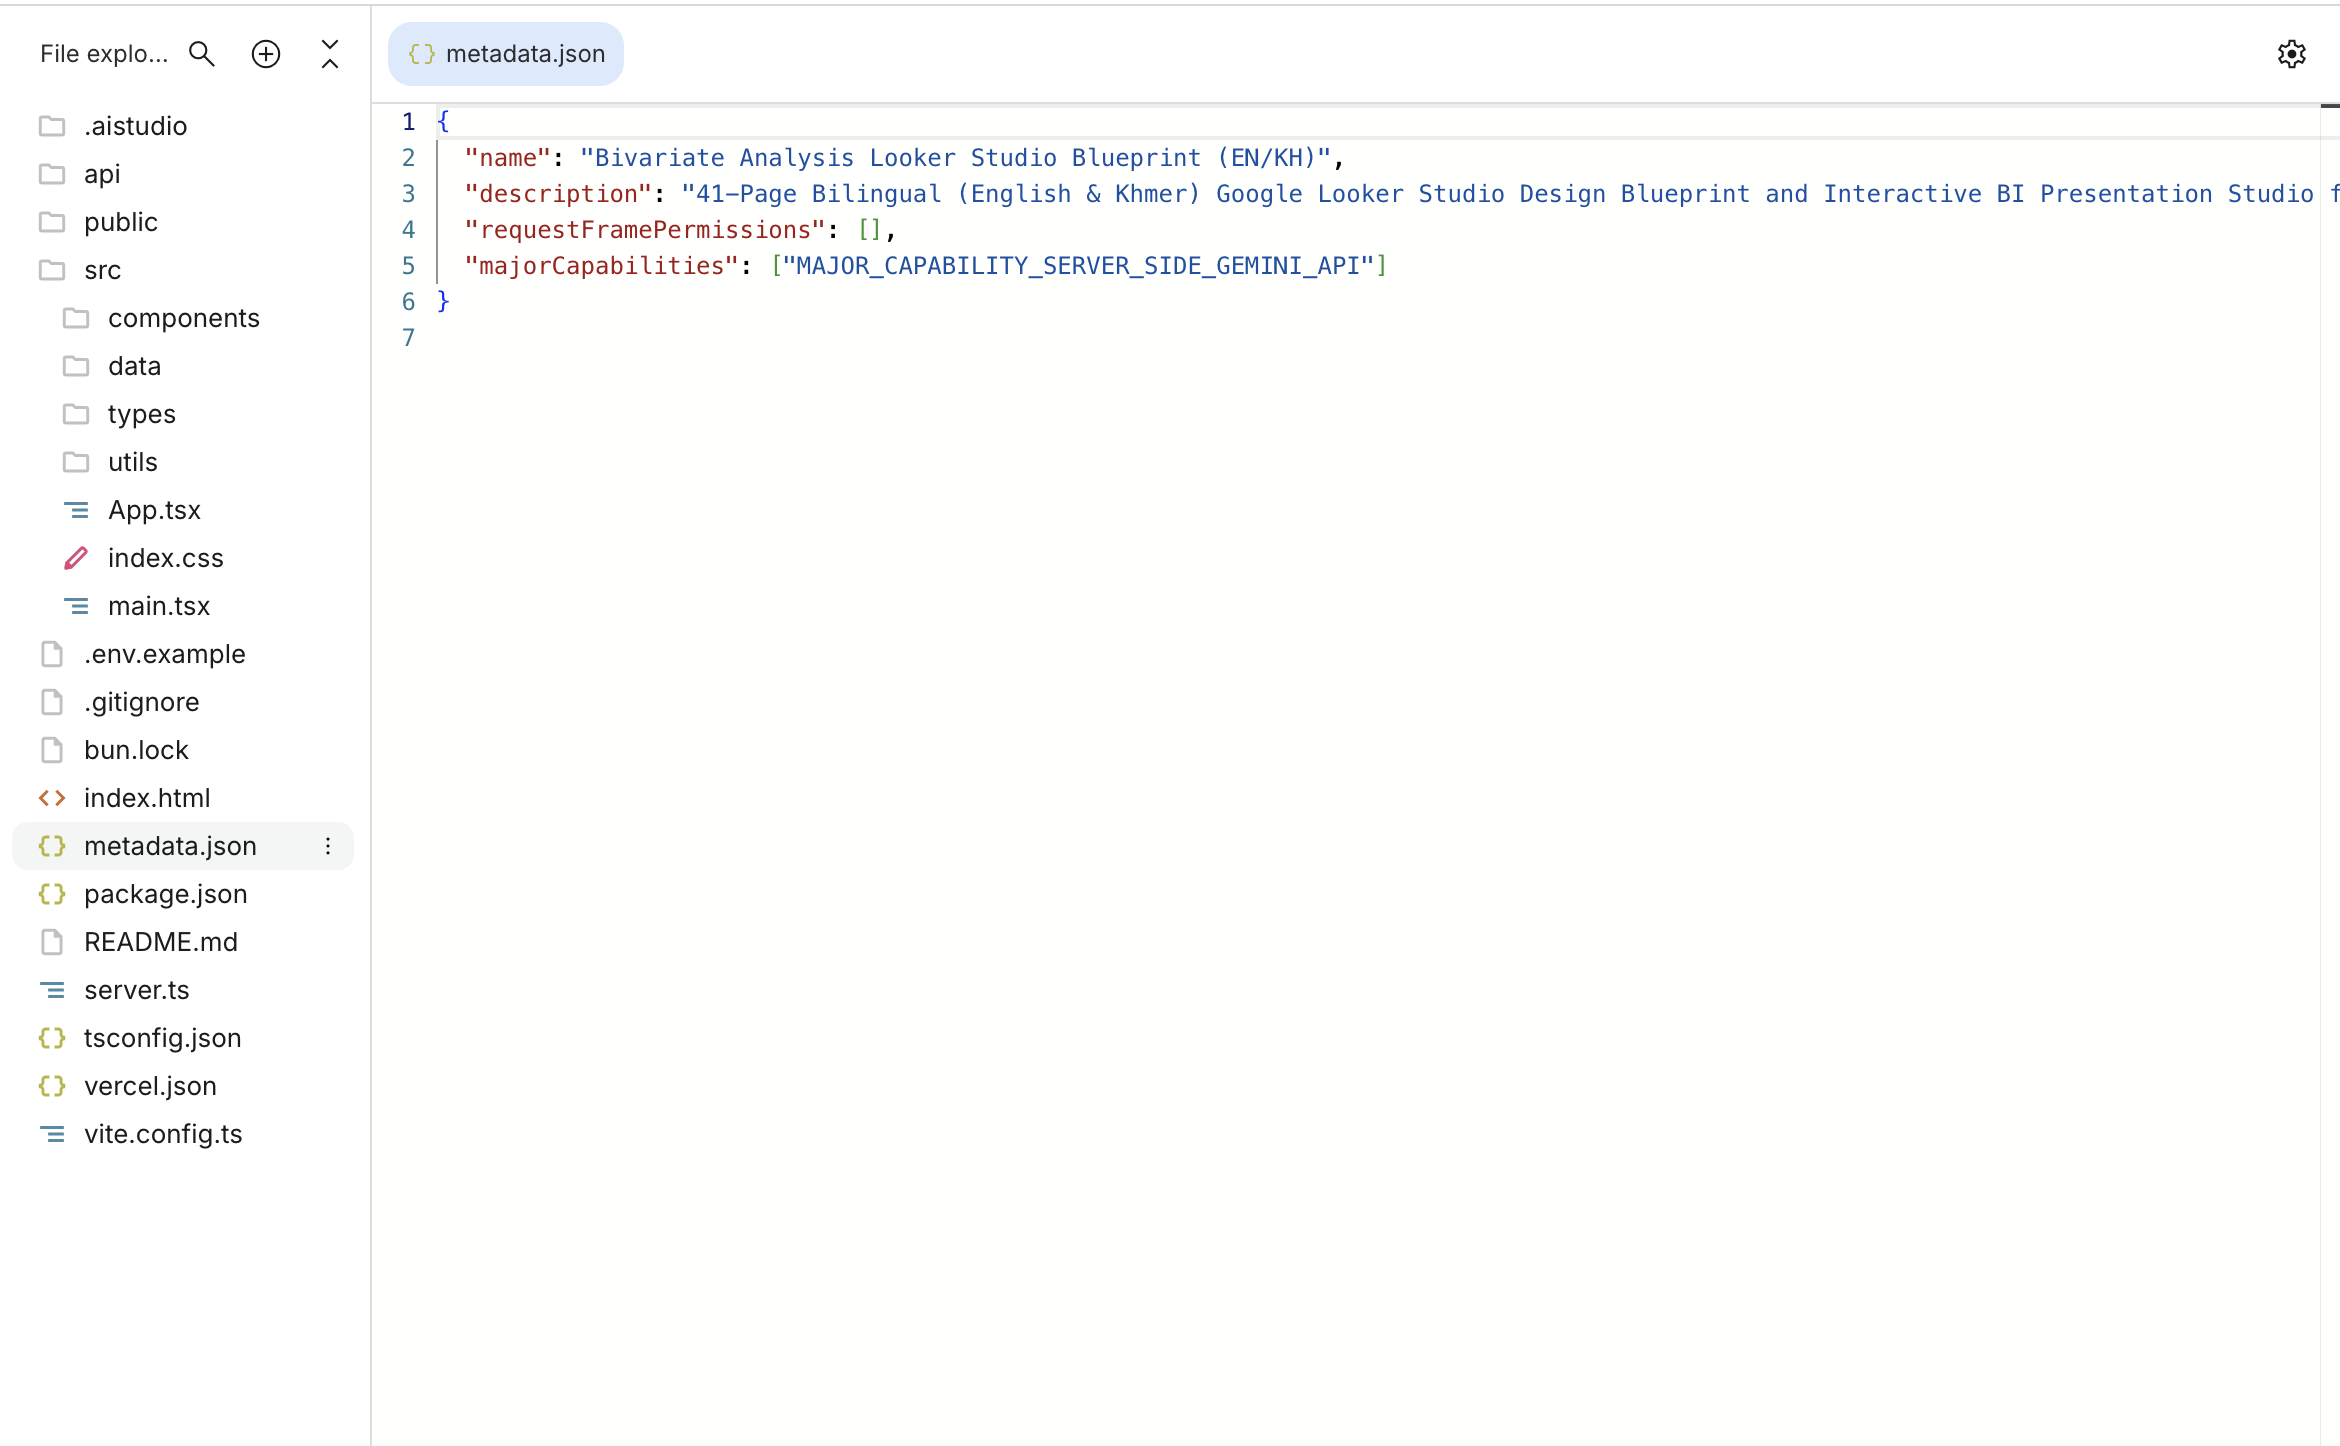 File explo...
metadata.json
.aistudio
api
public
src
components
data
types
utils
App.tsx
index.css
main.tsx
.env.example
.gitignore
bun.lock
index.html
metadata.json
package.json
README.md
server.ts
tsconfig.json
vercel.json
vite.config.ts
1 {
2 "name": "Bivariate Analysis Looker Studio Blueprint (EN/KH)",
3 "description": "41-Page Bilingual (English & Khmer) Google Looker Studio Design Blueprint and Interactive BI Presentation Studio f
4 "requestFramePermissions": [],
5 "majorCapabilities": ["MAJOR_CAPABILITY_SERVER_SIDE_GEMINI_API"]
6 }
7